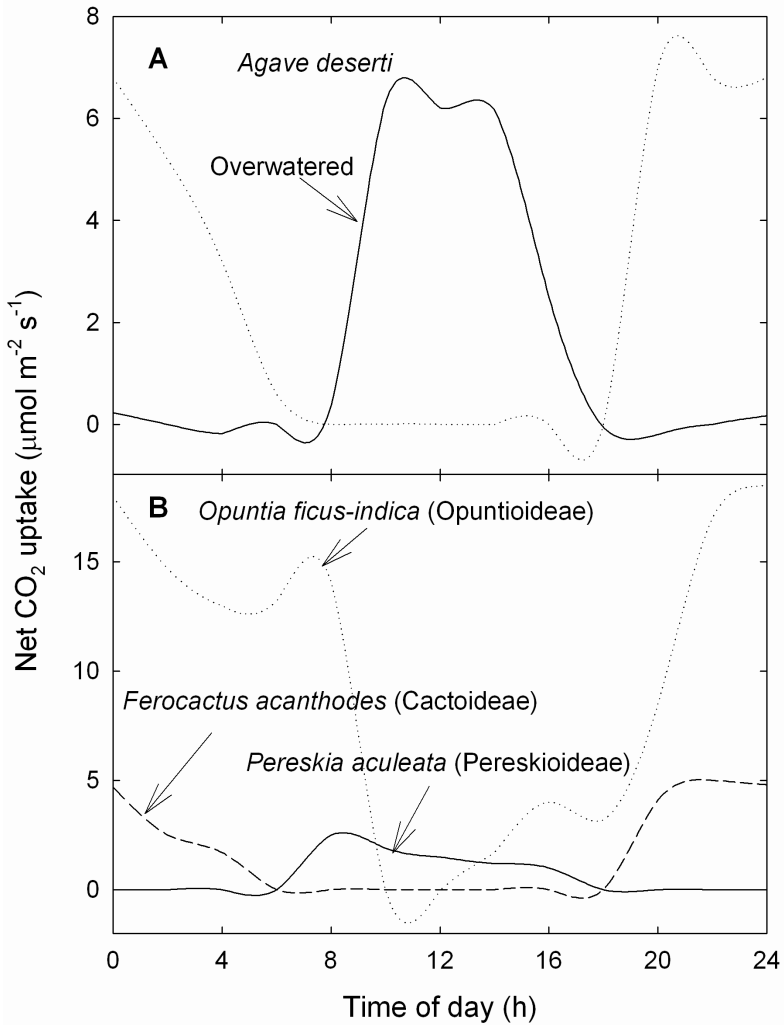 8
A
Agave deserti
6
Overwatered
4
2
0
Net CO2 uptake (μmol m-2 s-1)
B
Opuntia ficus-indica (Opuntioideae)
15
10
Ferocactus acanthodes (Cactoideae)
Pereskia aculeata (Pereskioideae)
5
0
0 4 8 12 16 20 24
Time of day (h)